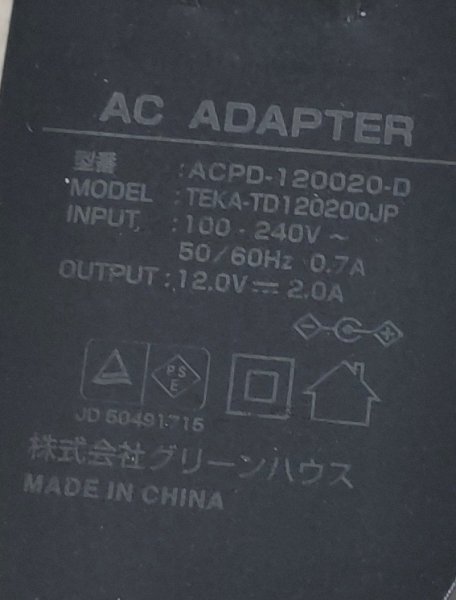 AC ADAPTER
型番 :ACPD-120020-D
MODEL :TEKA-TD120200JP
INPUT :100-240V~
50/60Hz 0.7A
OUTPUT:12.0V⎓2.0A
PS
E
JD 50491715
株式会社グリーンハウス
MADE IN CHINA